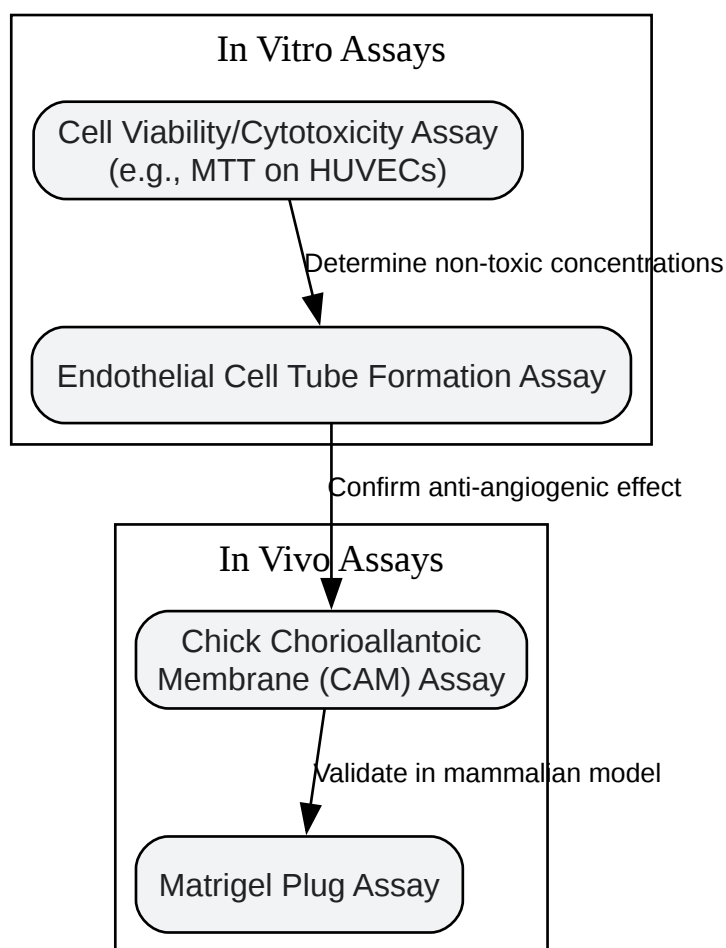 In Vitro Assays
Cell Viability/Cytotoxicity Assay
(e.g., MTT on HUVECs)
Determine non-toxic concentrations
Endothelial Cell Tube Formation Assay
Confirm anti-angiogenic effect
In Vivo Assays
Chick Chorioallantoic
Membrane (CAM) Assay
Validate in mammalian model
Matrigel Plug Assay